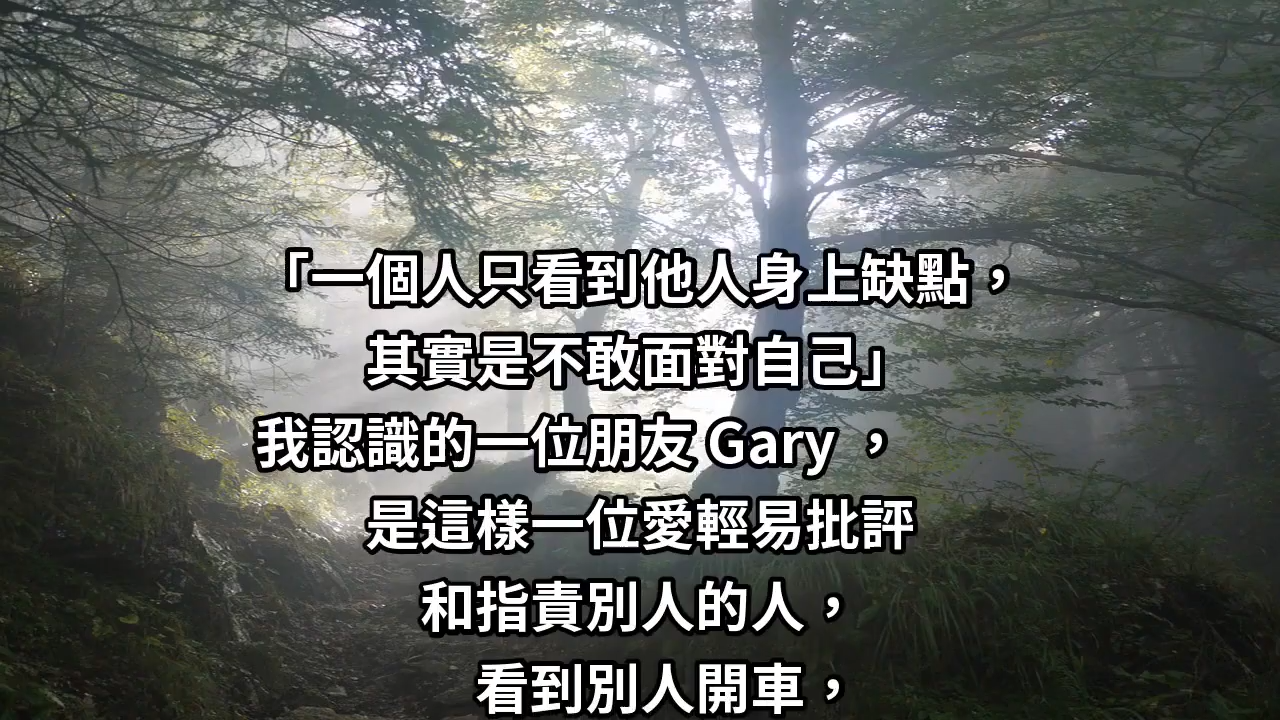 「一個人只看到他人身上缺點，
其實是不敢面對自己」
我認識的一位朋友 Gary ，
是這樣一位愛輕易批評
和指責別人的人，
看到別人開車，